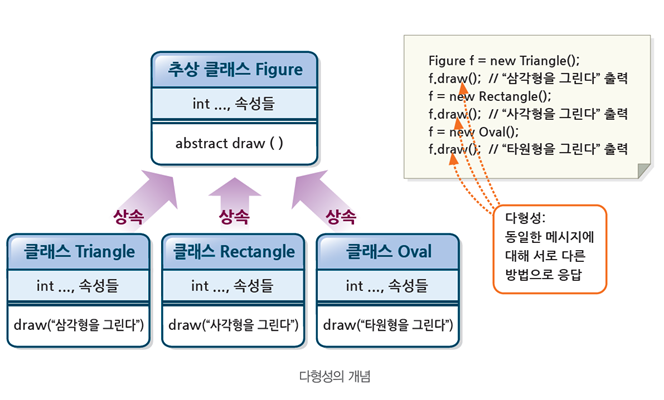 추상 클래스 Figure
int ..., 속성들
abstract draw ( )
Figure f = new Triangle();
f.draw();  // “삼각형을 그린다” 출력
f = new Rectangle();
f.draw();  // “사각형을 그린다” 출력
f = new Oval();
f.draw();  // “타원형을 그린다” 출력
상속
상속
상속
다형성:
동일한 메시지에
대해 서로 다른
방법으로 응답
클래스 Triangle
int ..., 속성들
draw(“삼각형을 그린다”)
클래스 Rectangle
int ..., 속성들
draw(“사각형을 그린다”)
클래스 Oval
int ..., 속성들
draw(“타원형을 그린다”)
다형성의 개념